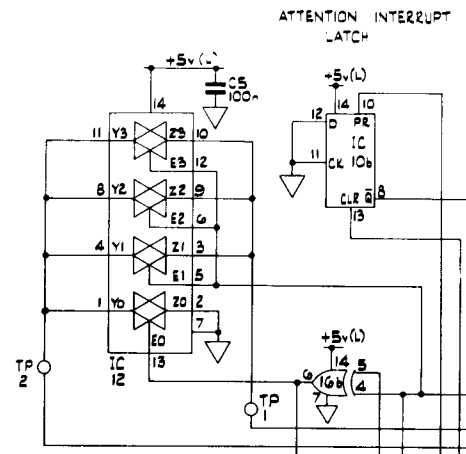 ATTENTION INTERRUPT
LATCH
+5v(L)
C5
100n
14
+5v(L)
14 10
12 D PR
11 CK
IC
10b
CLR Q̅ 8
13
11 Y3 Z3 10
E3 12
8 Y2 Z2 9
E2 6
4 Y1 Z1 3
E1 5
1 Y0 Z0 2
7
E0
13
IC
12
TP
2
TP
1
+5v(L)
14
6 16b 5
4
7